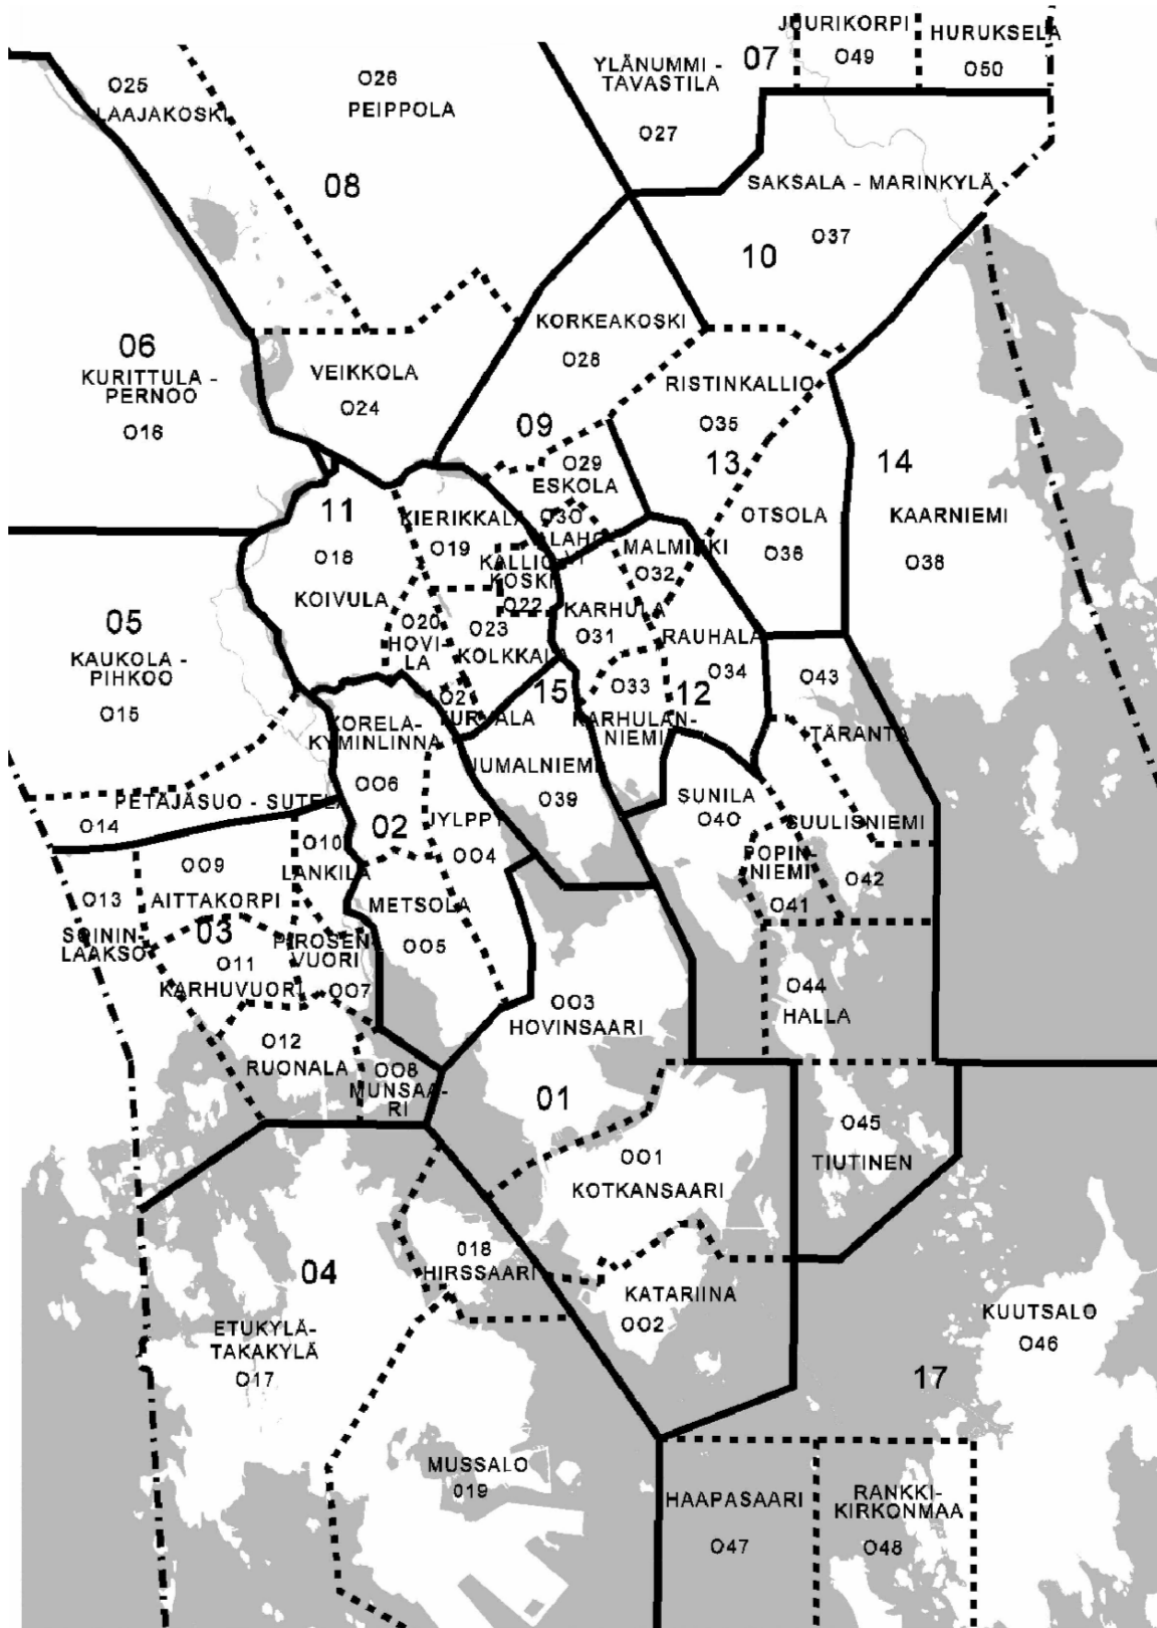 JUURIKORPI
O49
HURUKSELA
O50
YLÄNUMMI -
TAVASTILA
O27
07
O25
LAAJAKOSKI
O26
PEIPPOLA
08
SAKSALA - MARINKYLÄ
O37
10
06
KURITTULA -
PERNOO
O16
VEIKKOLA
O24
KORKEAKOSKI
O28
09
RISTINKALLIO
O35
13
14
KAARNIEMI
O38
O29
ESKOLA
O30
11
O18
KOIVULA
KIERIKKALA
O19
KALLIO-
KOSKI
O22
MALMINKI
O32
OTSOLA
O36
05
KAUKOLA -
PIHKOO
O15
O20
HOVI-
LA
O23
KOLKKALA
KARHULA
O31
RAUHALA
O34
O43
O33
12
15
KARHULAN-
NIEMI
TÄRANTA
KORELA-
KYMINLINNA
O06
02
JUMALNIEMI
O39
SUNILA
O40
SUULISNIEMI
O42
PETÄJÄSUO - SUTELA
O14
JYLPPY
O04
POPIN-
NIEMI
O41
O10
LANKILA
O09
AITTAKORPI
O13
SOININ-
LAAKSO
03
METSOLA
O05
PIROSEN-
VUORI
O07
O11
KARHUVUORI
O12
RUONALA
O08
MUNSAA-
RI
O03
HOVINSAARI
01
O44
HALLA
O45
TIUTINEN
O01
KOTKANSAARI
018
HIRSSAARI
04
KATARIINA
O02
ETUKYLÄ-
TAKAKYLÄ
O17
KUUTSALO
O46
17
MUSSALO
019
HAAPASAARI
O47
RANKKI-
KIRKONMAA
O48